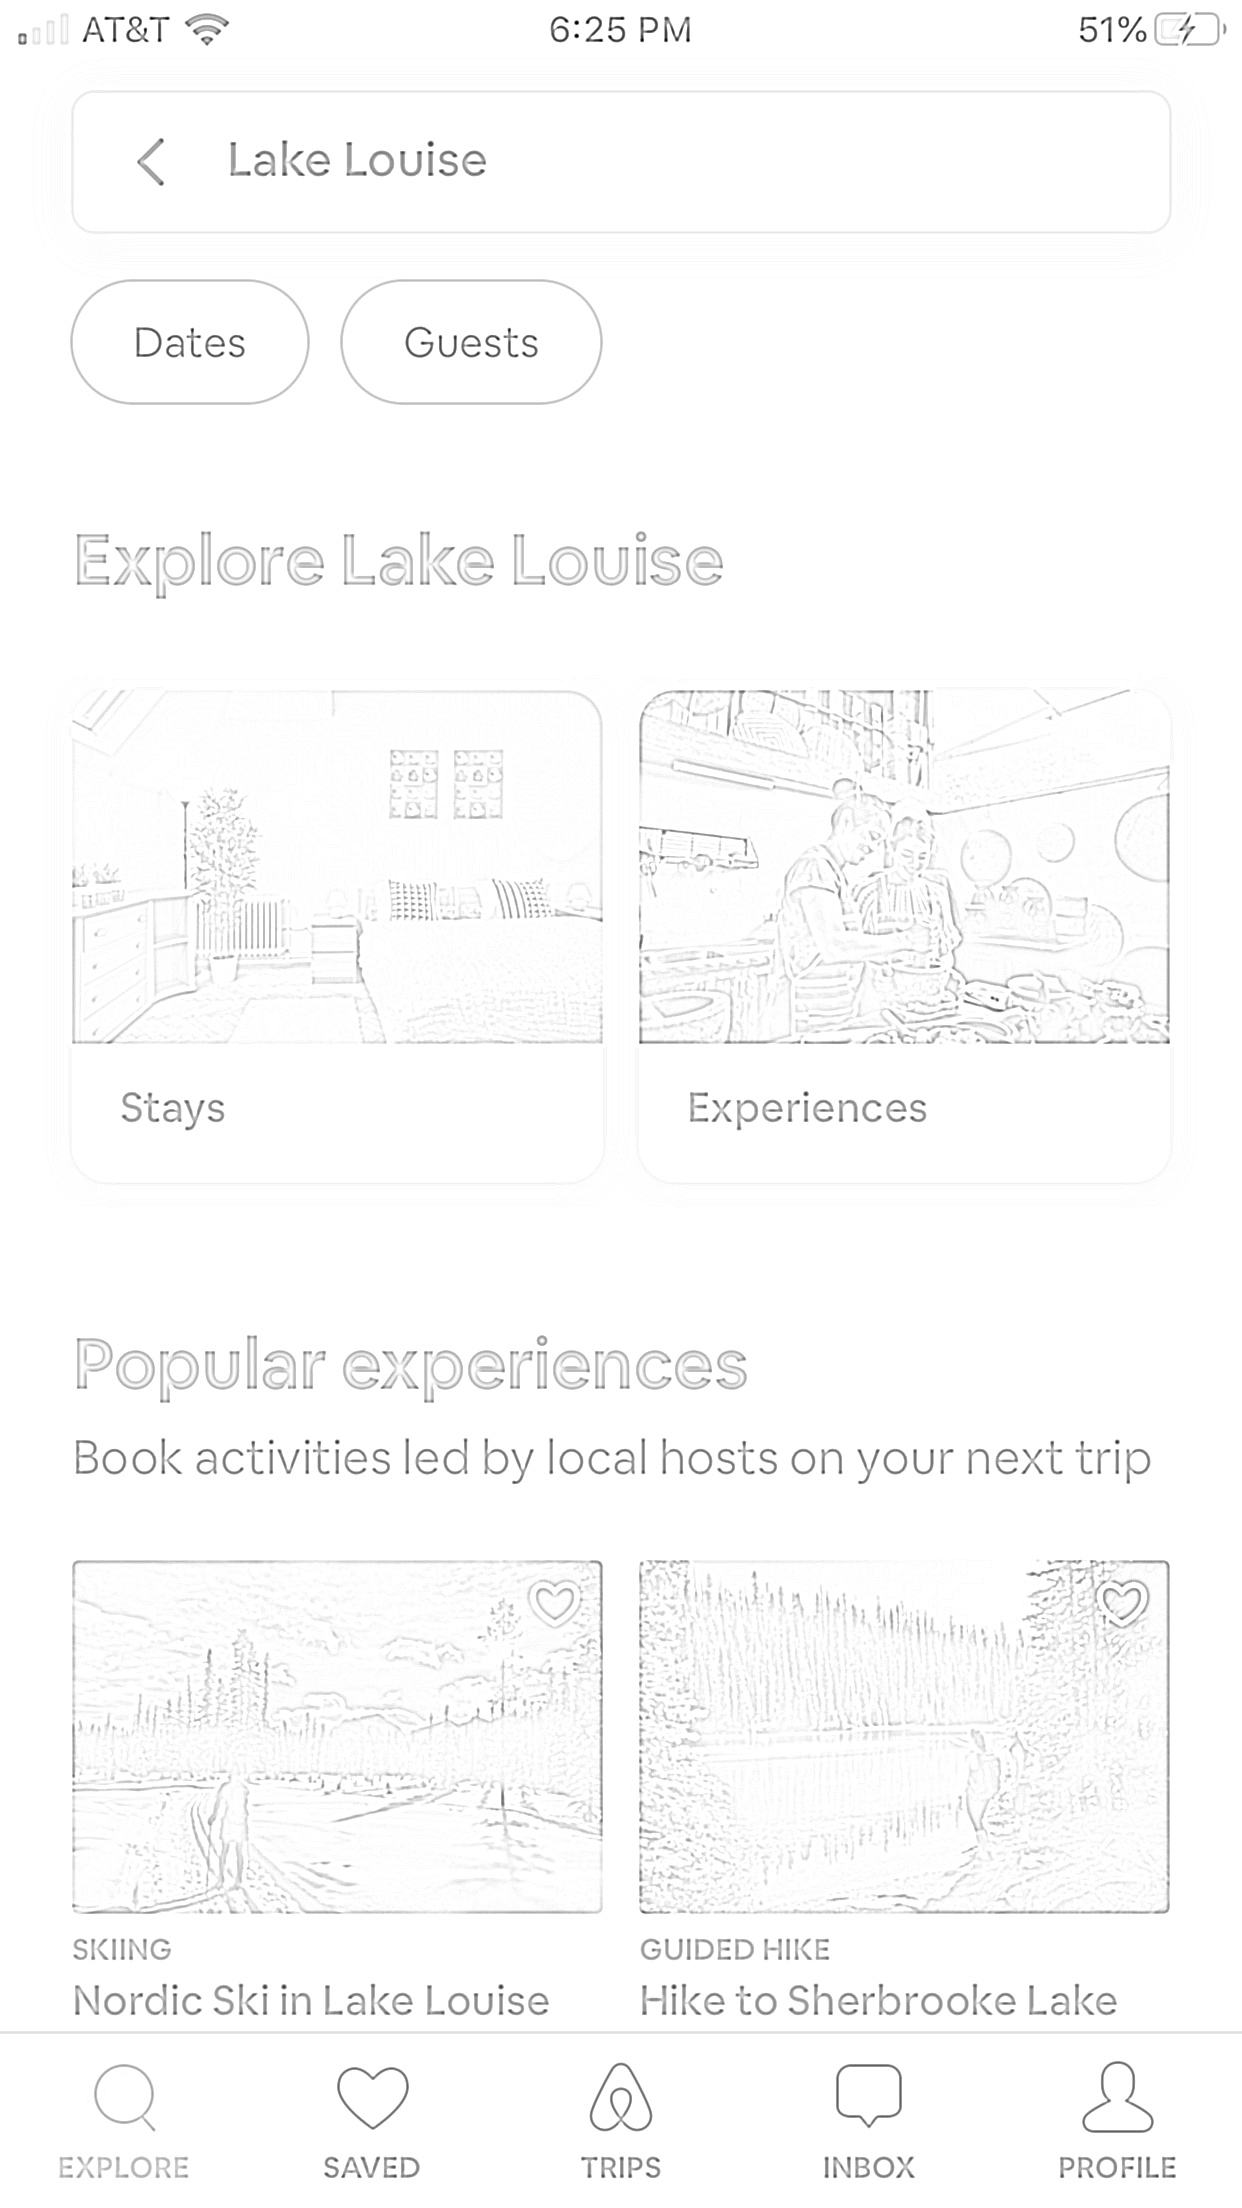 AT&T 6:25 PM 51%
Lake Louise
Dates Guests
Explore Lake Louise
Stays Experiences
Popular experiences
Book activities led by local hosts on your next trip
SKIING GUIDED HIKE
Nordic Ski in Lake Louise Hike to Sherbrooke Lake
EXPLORE SAVED TRIPS INBOX PROFILE